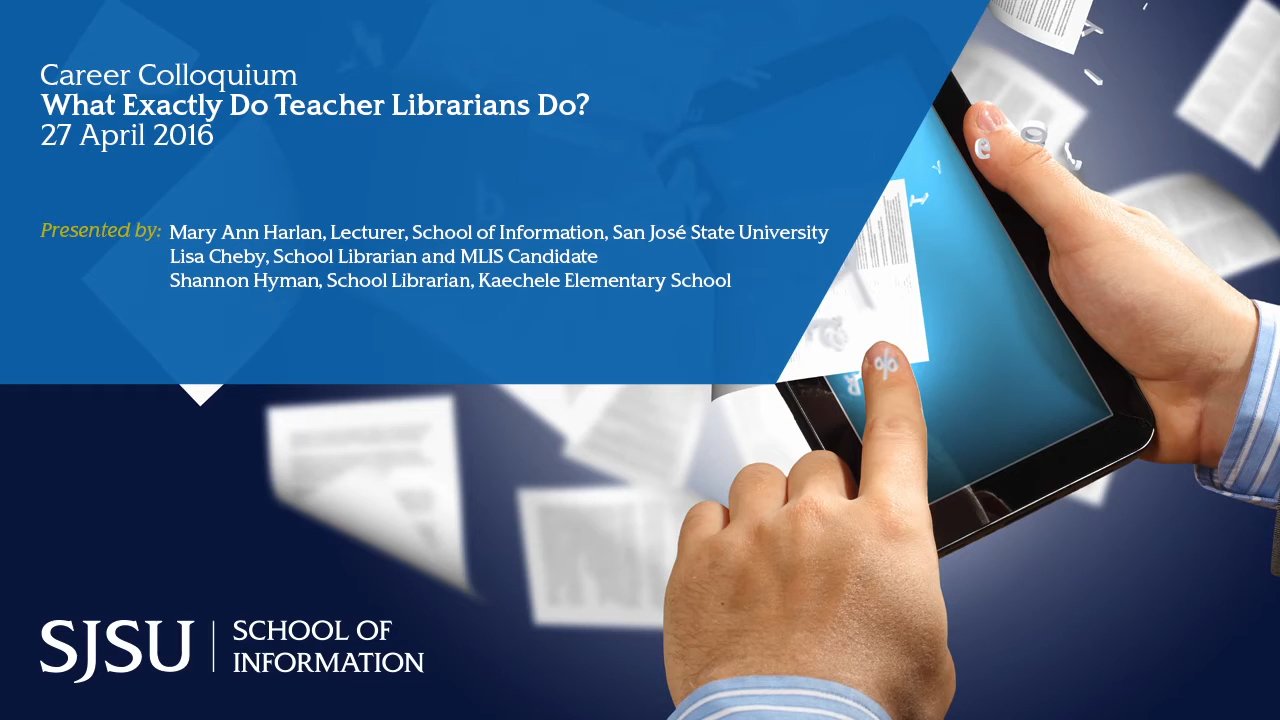 Career Colloquium
What Exactly Do Teacher Librarians Do?
27 April 2016
Presented by: Mary Ann Harlan, Lecturer, School of Information, San José State University
Lisa Cheby, School Librarian and MLIS Candidate
Shannon Hyman, School Librarian, Kaechele Elementary School
SJSU | SCHOOL OF
INFORMATION